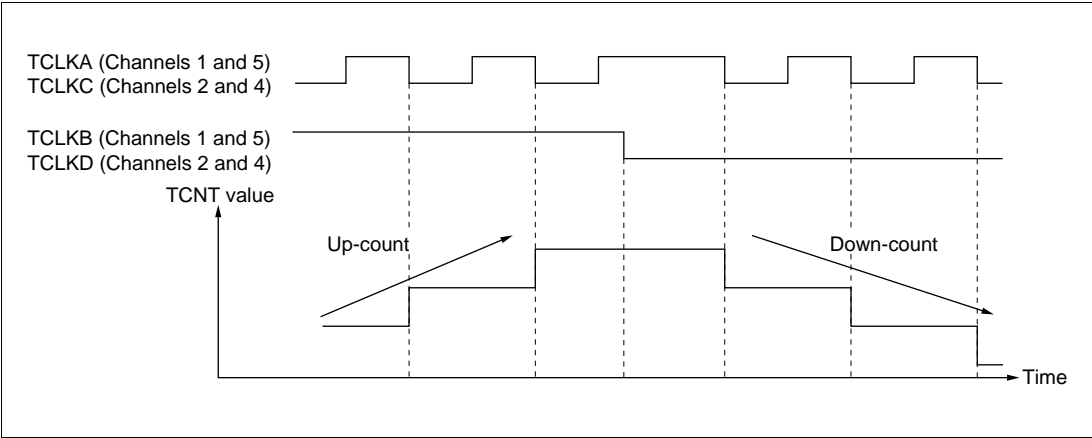 TCLKA (Channels 1 and 5)
TCLKC (Channels 2 and 4)
TCLKB (Channels 1 and 5)
TCLKD (Channels 2 and 4)
TCNT value
Up-count
Down-count
Time